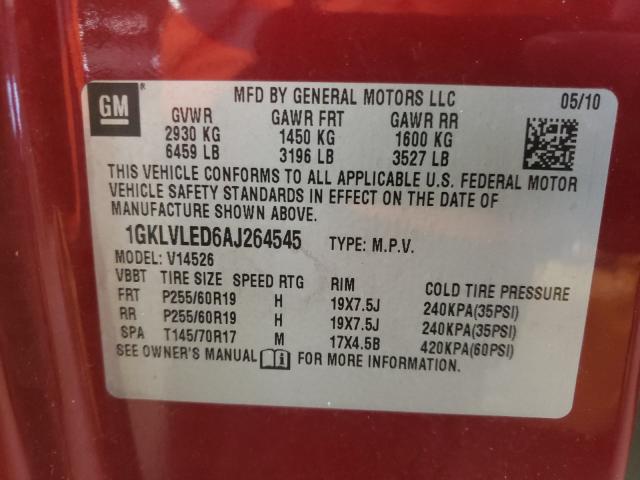 GM
MFD BY GENERAL MOTORS LLC 05/10
GVWR GAWR FRT GAWR RR
2930 KG 1450 KG 1600 KG
6459 LB 3196 LB 3527 LB
THIS VEHICLE CONFORMS TO ALL APPLICABLE U.S. FEDERAL MOTOR
VEHICLE SAFETY STANDARDS IN EFFECT ON THE DATE OF
MANUFACTURE SHOWN ABOVE.
1GKLVLED6AJ264545 TYPE: M.P.V.
MODEL: V14526
VBBT TIRE SIZE SPEED RTG RIM COLD TIRE PRESSURE
FRT P255/60R19 H 19X7.5J 240KPA(35PSI)
RR P255/60R19 H 19X7.5J 240KPA(35PSI)
SPA T145/70R17 M 17X4.5B 420KPA(60PSI)
SEE OWNER'S MANUAL FOR MORE INFORMATION.